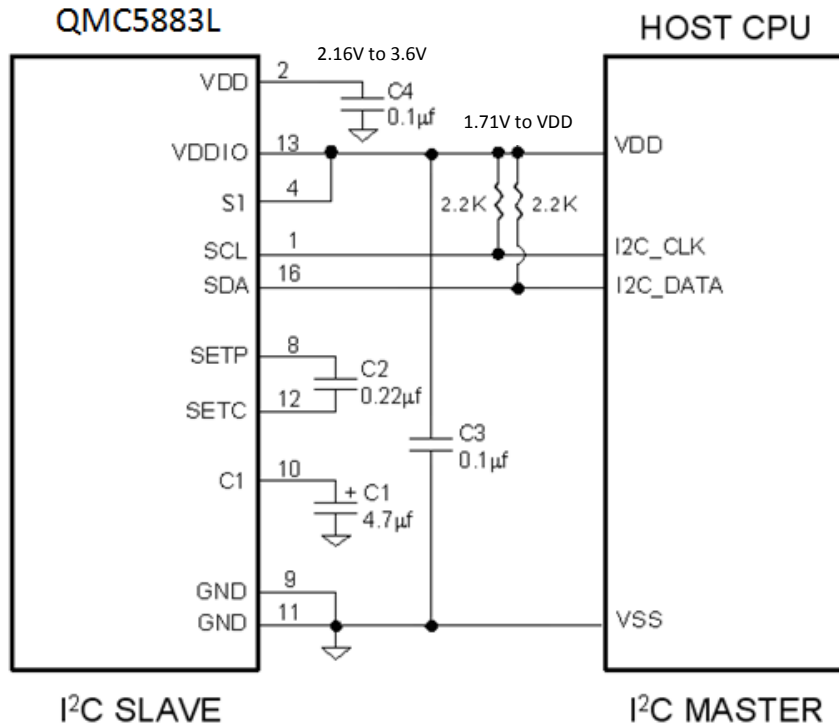 QMC5883L
HOST CPU
2.16V to 3.6V
VDD 2
C4
0.1µf
1.71V to VDD
VDDIO 13
VDD
S1 4
2.2K 2.2K
SCL 1
I2C_CLK
SDA 16
I2C_DATA
SETP 8
C2
0.22µf
SETC 12
C3
0.1µf
C1 10
+ C1
4.7µf
GND 9
GND 11
VSS
I²C SLAVE
I²C MASTER